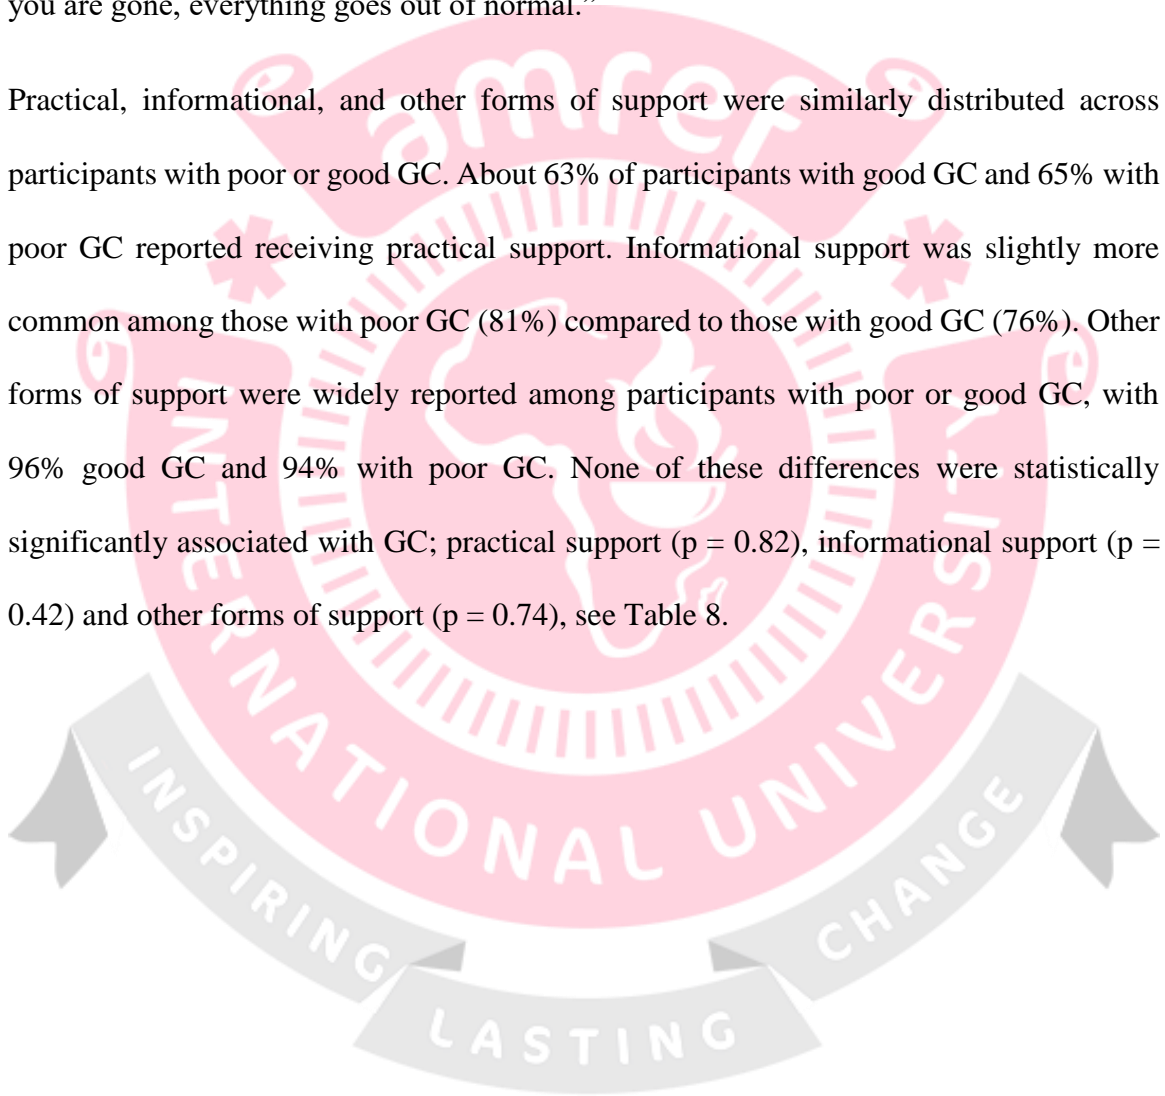 you are gone, everything goes out of normal.”
Practical, informational, and other forms of support were similarly distributed across
participants with poor or good GC. About 63% of participants with good GC and 65% with
poor GC reported receiving practical support. Informational support was slightly more
common among those with poor GC (81%) compared to those with good GC (76%). Other
forms of support were widely reported among participants with poor or good GC, with
96% good GC and 94% with poor GC. None of these differences were statistically
significantly associated with GC; practical support (p = 0.82), informational support (p =
0.42) and other forms of support (p = 0.74), see Table 8.
amref
INTERNATIONAL UNIVERSITY
INSPIRING
LASTING
CHANGE